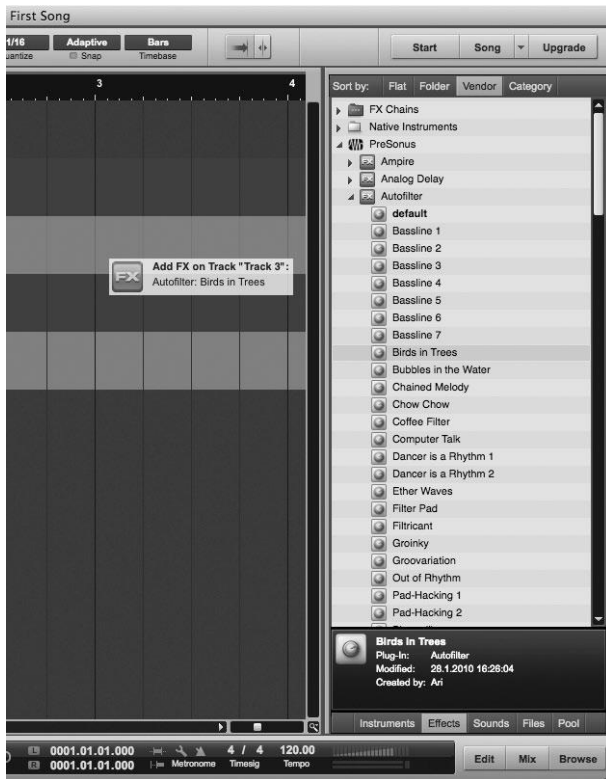 First Song
1/16 Adaptive Bars
uantize Snap Timebase
Start Song Upgrade
3 4
Sort by: Flat Folder Vendor Category
FX Chains
Native Instruments
PreSonus
FX Ampire
FX Analog Delay
FX Autofilter
default
Bassline 1
Bassline 2
Bassline 3
Bassline 4
Bassline 5
Bassline 6
Bassline 7
Birds in Trees
Bubbles in the Water
Chained Melody
Chow Chow
Coffee Filter
Computer Talk
Dancer is a Rhythm 1
Dancer is a Rhythm 2
Ether Waves
Filter Pad
Filtricant
Groinky
Groovariation
Out of Rhythm
Pad-Hacking 1
Pad-Hacking 2
FX
Add FX on Track "Track 3":
Autofilter: Birds in Trees
Birds in Trees
Plug-In: Autofilter
Modified: 28.1.2010 16:26:04
Created by: Ari
Instruments Effects Sounds Files Pool
L 0001.01.01.000 4 / 4 120.00
R 0001.01.01.000 Metronome Timesig Tempo
Edit Mix Browse